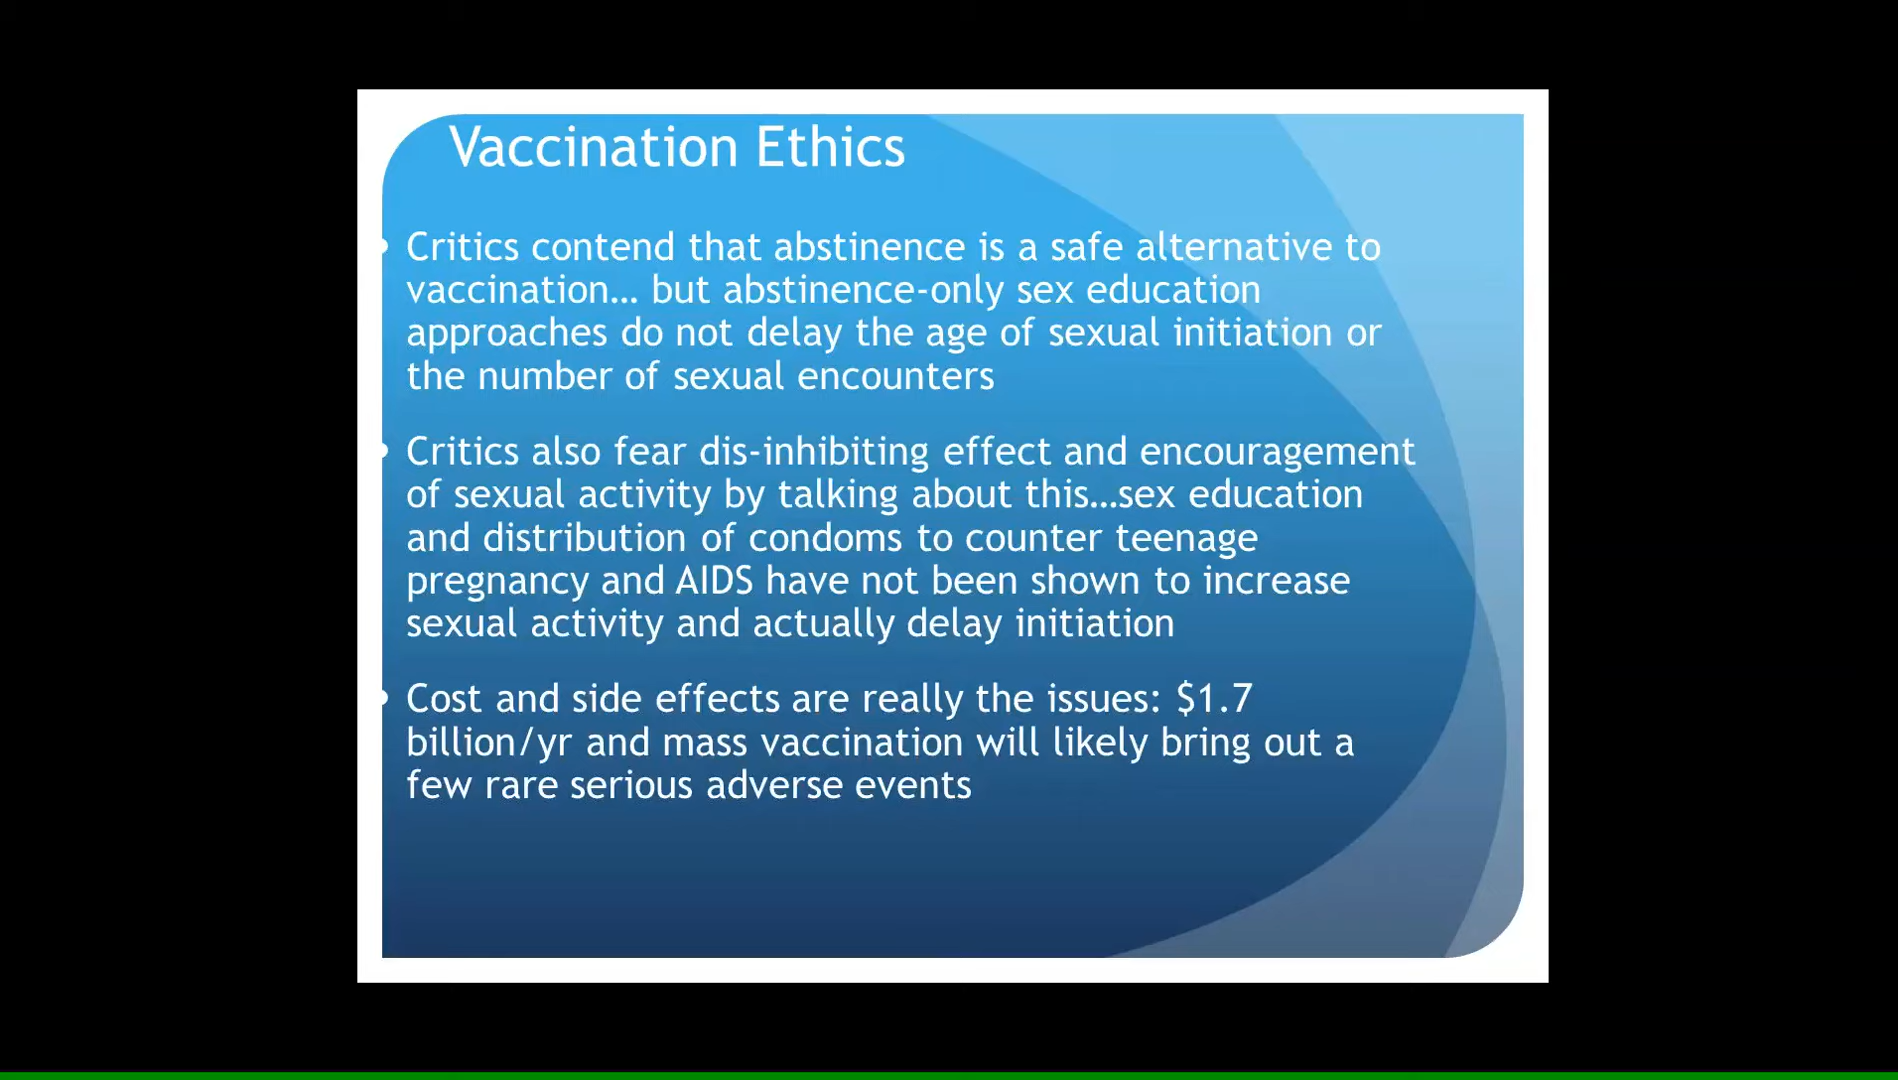 Vaccination Ethics
• Critics contend that abstinence is a safe alternative to
vaccination… but abstinence-only sex education
approaches do not delay the age of sexual initiation or
the number of sexual encounters
• Critics also fear dis-inhibiting effect and encouragement
of sexual activity by talking about this…sex education
and distribution of condoms to counter teenage
pregnancy and AIDS have not been shown to increase
sexual activity and actually delay initiation
• Cost and side effects are really the issues: $1.7
billion/yr and mass vaccination will likely bring out a
few rare serious adverse events